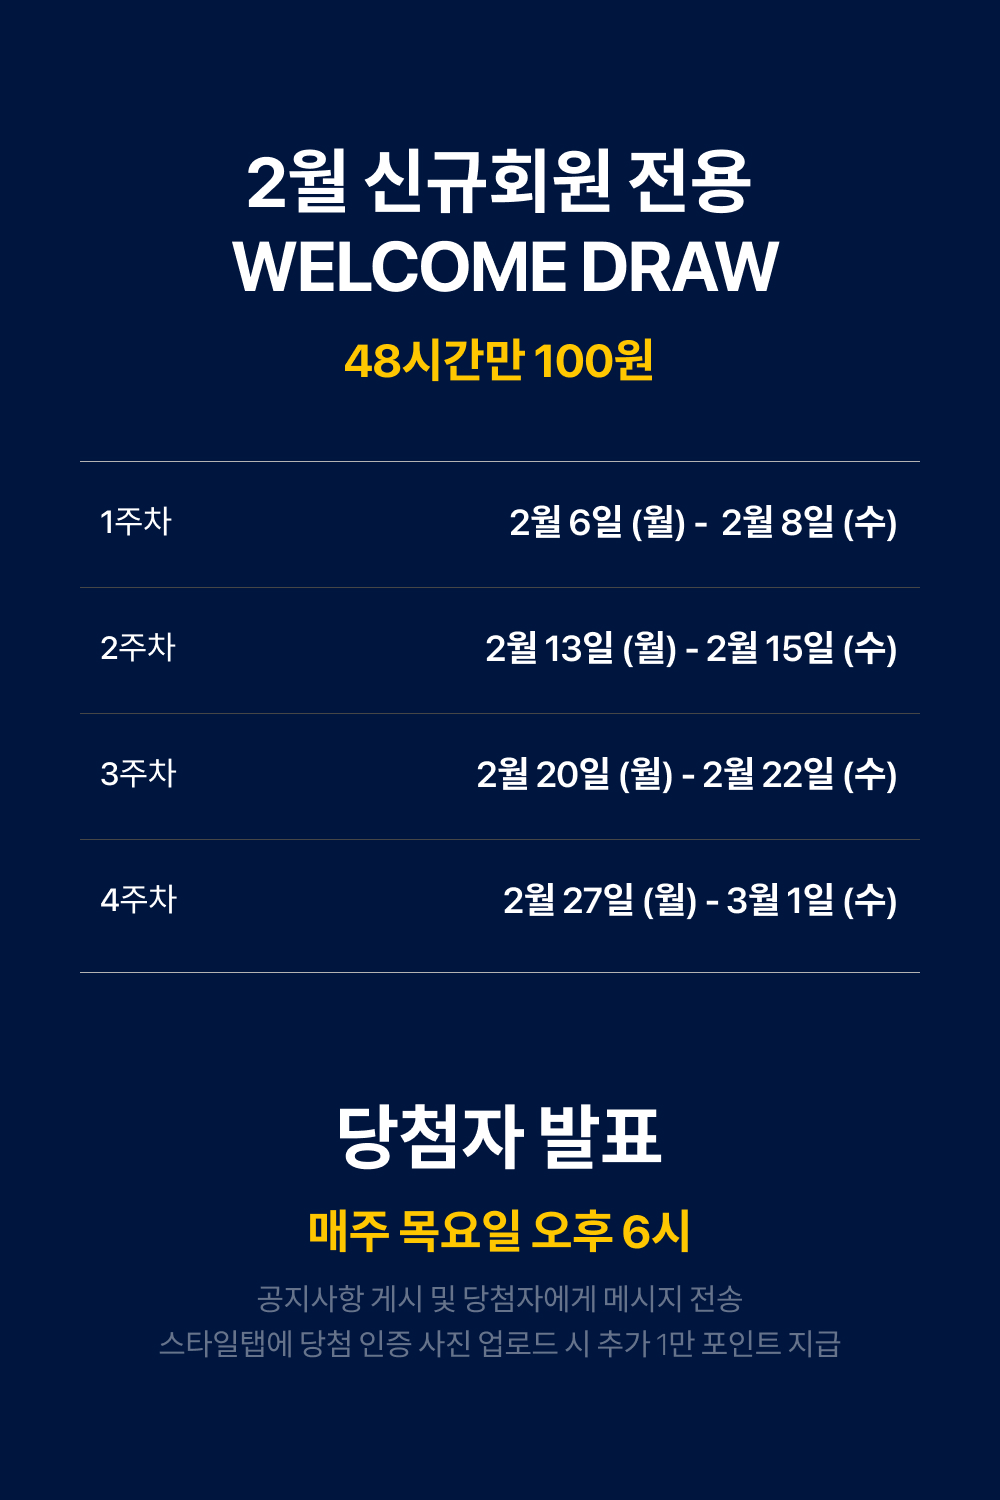 2월 신규회원 전용
WELCOME DRAW
48시간만 100원
1주차 2월 6일 (월) - 2월 8일 (수)
2주차 2월 13일 (월) - 2월 15일 (수)
3주차 2월 20일 (월) - 2월 22일 (수)
4주차 2월 27일 (월) - 3월 1일 (수)
당첨자 발표
매주 목요일 오후 6시
공지사항 게시 및 당첨자에게 메시지 전송
스타일탭에 당첨 인증 사진 업로드 시 추가 1만 포인트 지급